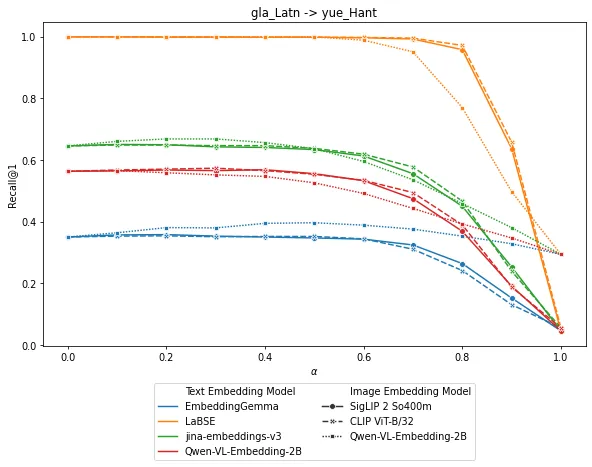 gla_Latn -> yue_Hant
Recall@1
1.0
0.8
0.6
0.4
0.2
0.0
0.0 0.2 0.4 0.6 0.8 1.0
α
Text Embedding Model
EmbeddingGemma
LaBSE
jina-embeddings-v3
Qwen-VL-Embedding-2B
Image Embedding Model
SigLIP 2 So400m
CLIP ViT-B/32
Qwen-VL-Embedding-2B